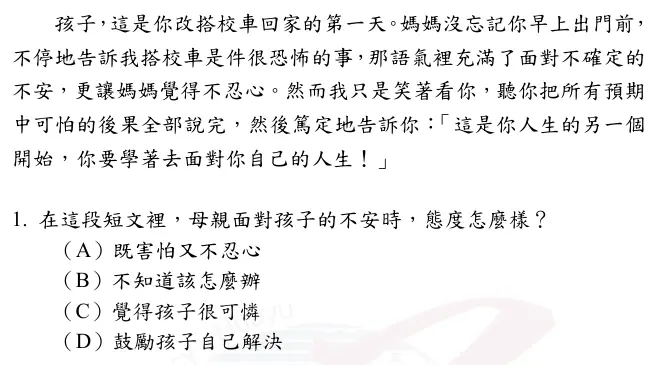 孩子，這是你改搭校車回家的第一天。媽媽沒忘記你早上出門前，
不停地告訴我搭校車是件很恐怖的事，那語氣裡充滿了面對不確定的
不安，更讓媽媽覺得不忍心。然而我只是笑著看你，聽你把所有預期
中可怕的後果全部說完，然後篤定地告訴你：「這是你人生的另一個
開始，你要學著去面對你自己的人生！」
1. 在這段短文裡，母親面對孩子的不安時，態度怎麼樣？
（A）既害怕又不忍心
（B）不知道該怎麼辦
（C）覺得孩子很可憐
（D）鼓勵孩子自己解決